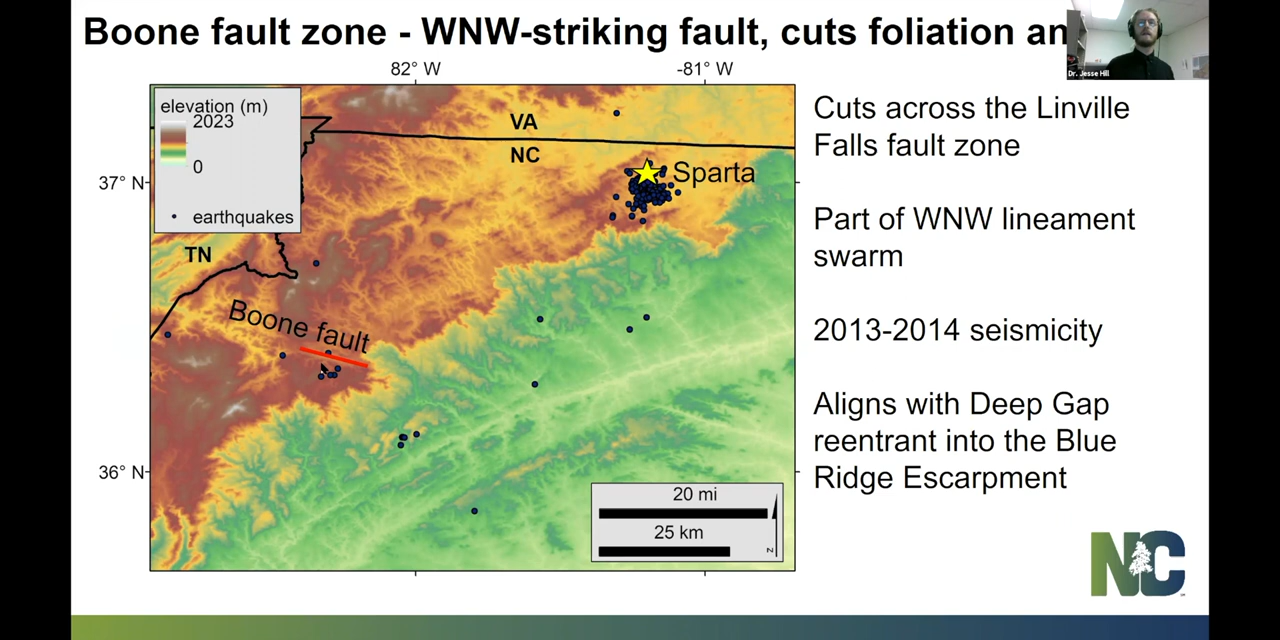 Boone fault zone - WNW-striking fault, cuts foliation an
Dr. Jesse Hill
82° W
-81° W
elevation (m)
2023
0
earthquakes
VA
NC
TN
37° N
36° N
Sparta
Boone fault
20 mi
25 km
N
Cuts across the Linville
Falls fault zone
Part of WNW lineament
swarm
2013-2014 seismicity
Aligns with Deep Gap
reentrant into the Blue
Ridge Escarpment
NC